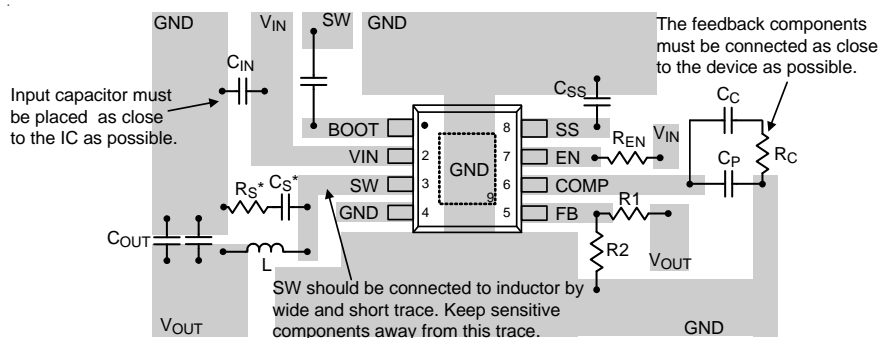 GND
VIN
SW
GND
The feedback components
must be connected as close
to the device as possible.
CIN
Input capacitor must
be placed as close
to the IC as possible.
CSS
CC
BOOT
8
SS
REN
VIN
RC
VIN
2
GND
7
EN
CP
SW
3
9
6
COMP
RS*
CS*
GND
4
5
FB
R1
COUT
R2
L
VOUT
SW should be connected to inductor by
wide and short trace. Keep sensitive
components away from this trace.
VOUT
GND